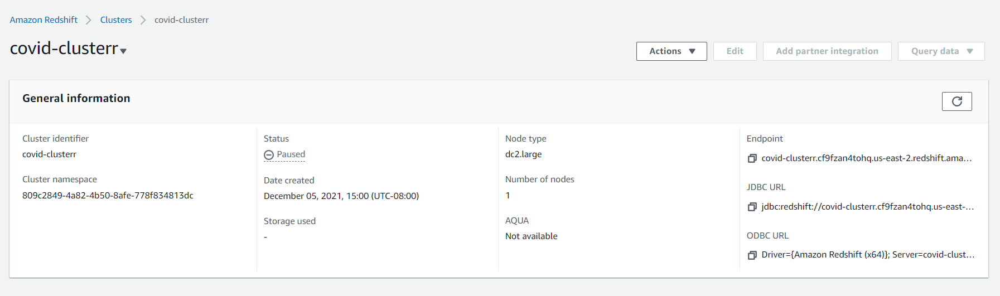 Amazon Redshift > Clusters > covid-clusterr
covid-clusterr
Actions
Edit
Add partner integration
Query data
General information
Cluster identifier
covid-clusterr
Cluster namespace
809c2849-4a82-4b50-8afe-778f834813dc
Status
Paused
Date created
December 05, 2021, 15:00 (UTC-08:00)
Storage used
-
Node type
dc2.large
Number of nodes
1
AQUA
Not available
Endpoint
covid-clusterr.cf9fzan4tohq.us-east-2.redshift.ama...
JDBC URL
jdbc:redshift://covid-clusterr.cf9fzan4tohq.us-east-...
ODBC URL
Driver={Amazon Redshift (x64)}; Server=covid-clust...